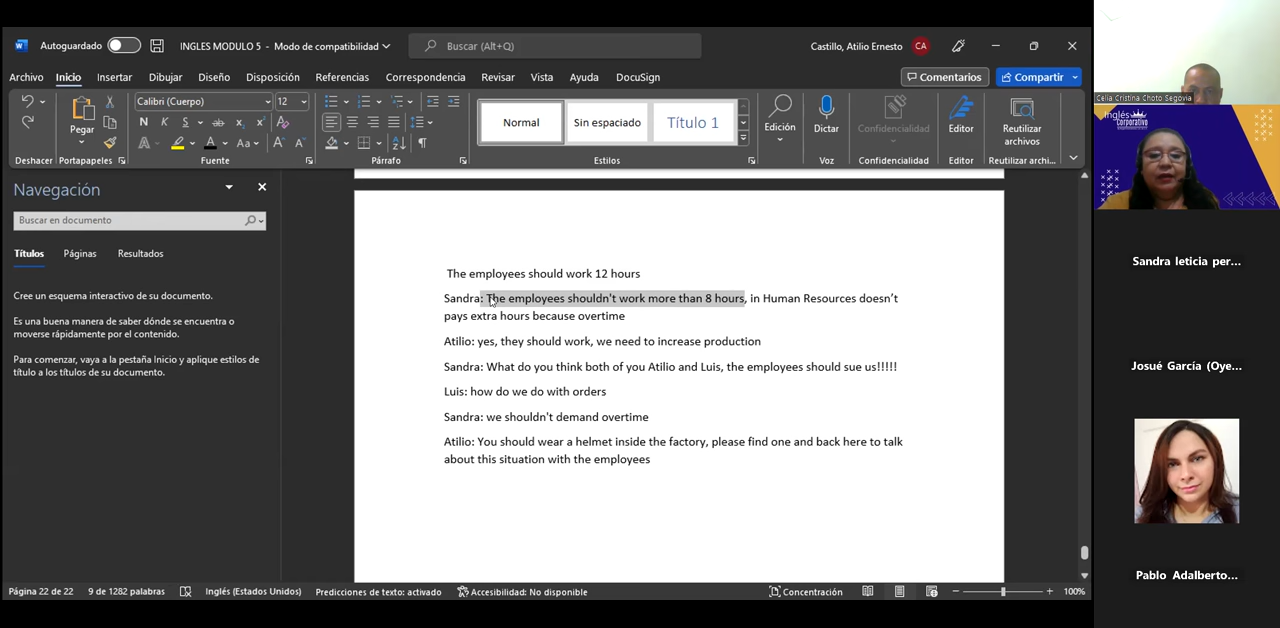 Autoguardado
INGLES MODULO 5 - Modo de compatibilidad
Buscar (Alt+Q)
Castillo, Atilio Ernesto
CA
Archivo Inicio Insertar Dibujar Diseño Disposición Referencias Correspondencia Revisar Vista Ayuda DocuSign
Comentarios
Compartir
Pegar
Calibri (Cuerpo) 12
N K S ab x₂ x²
Aa
Normal
Sin espaciado
Título 1
Edición
Dictar
Confidencialidad
Editor
Reutilizar
archivos
Deshacer Portapapeles Fuente Párrafo Estilos Voz Confidencialidad Editor Reutilizar archi...
Navegación
Buscar en documento
Títulos Páginas Resultados
Cree un esquema interactivo de su documento.
Es una buena manera de saber dónde se encuentra o
moverse rápidamente por el contenido.
Para comenzar, vaya a la pestaña Inicio y aplique estilos de
título a los títulos de su documento.
The employees should work 12 hours
Sandra: The employees shouldn't work more than 8 hours, in Human Resources doesn't
pays extra hours because overtime
Atilio: yes, they should work, we need to increase production
Sandra: What do you think both of you Atilio and Luis, the employees should sue us!!!!!
Luis: how do we do with orders
Sandra: we shouldn't demand overtime
Atilio: You should wear a helmet inside the factory, please find one and back here to talk
about this situation with the employees
Página 22 de 22 9 de 1282 palabras Inglés (Estados Unidos) Predicciones de texto: activado Accesibilidad: No disponible Concentración 100%
Celia Cristina Choto Segovia
Inglés
Corporativo
Sandra leticia per...
Josué García (Oye...
Pablo Adalberto...